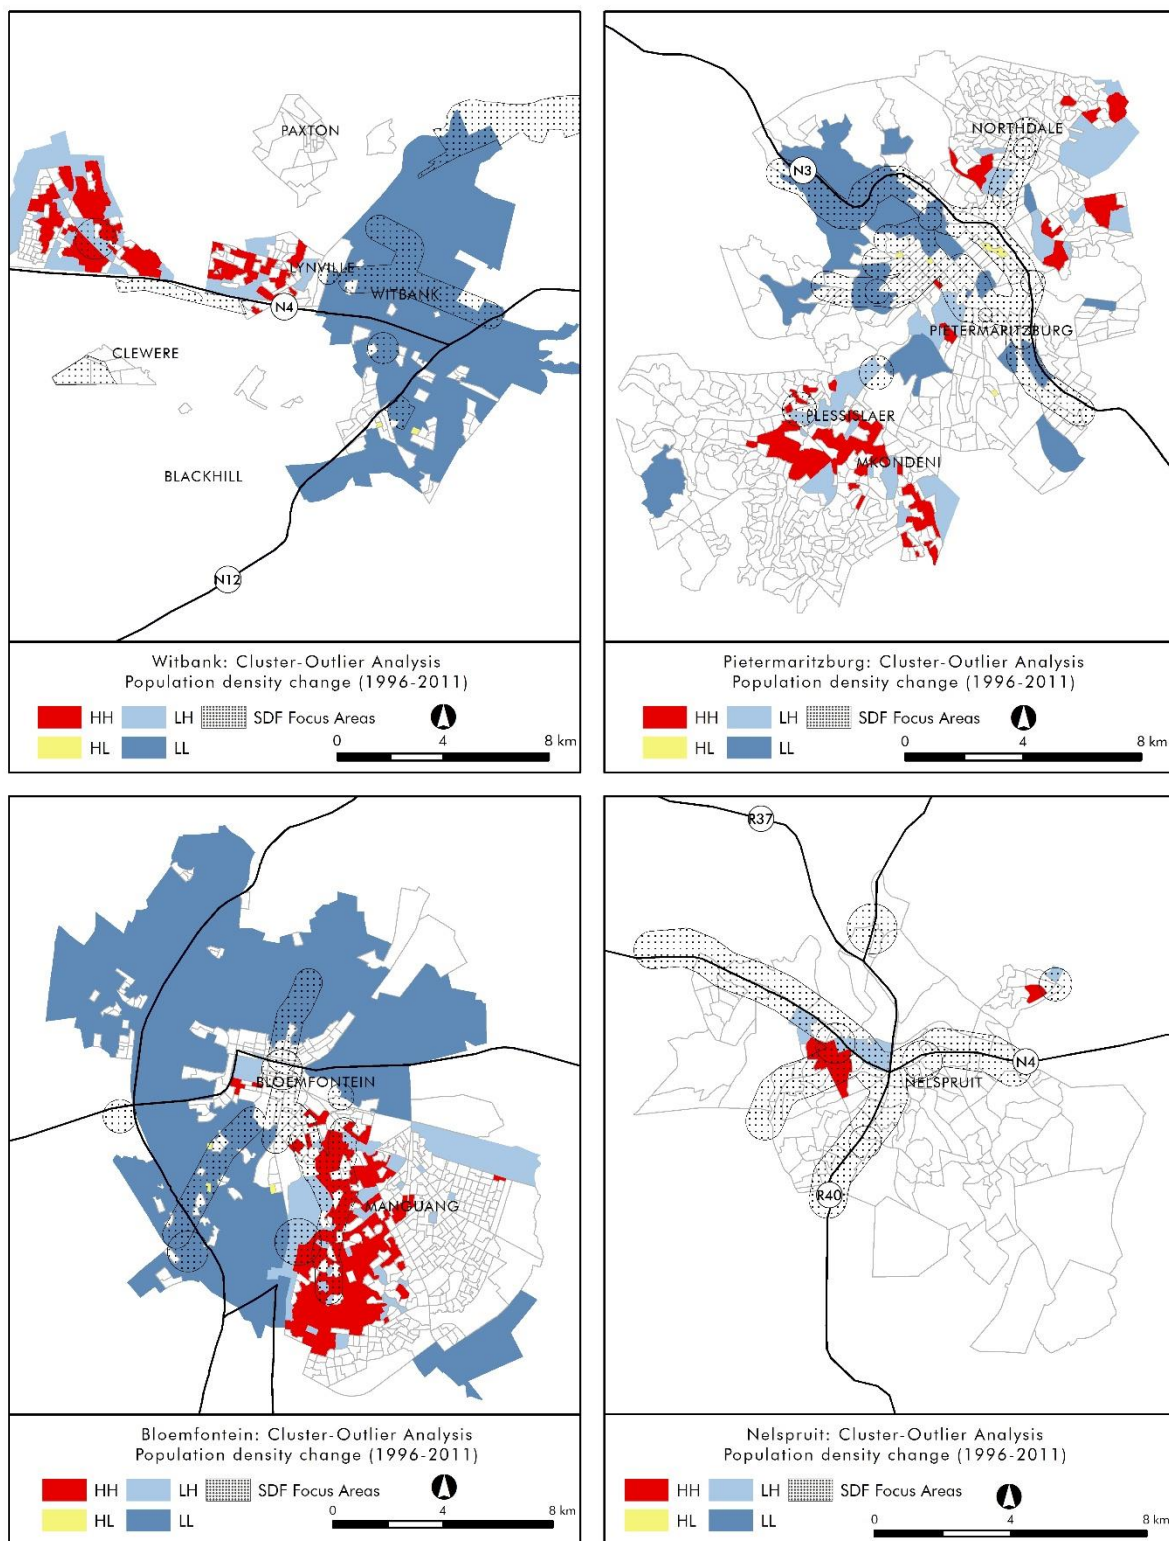 PAXTON
LYNVILLE
WITBANK
N4
CLEWERE
BLACKHILL
N12
Witbank: Cluster-Outlier Analysis
Population density change (1996-2011)
HH LH SDF Focus Areas
HL LL
0 4 8 km
NORTHDALE
N3
PIETERMARITZBURG
PLESSISLAER
MKONDENI
Pietermaritzburg: Cluster-Outlier Analysis
Population density change (1996-2011)
HH LH SDF Focus Areas
HL LL
0 4 8 km
BLOEMFONTEIN
MANGUANG
Bloemfontein: Cluster-Outlier Analysis
Population density change (1996-2011)
HH LH SDF Focus Areas
HL LL
0 4 8 km
R37
N4
NELSPRUIT
R40
Nelspruit: Cluster-Outlier Analysis
Population density change (1996-2011)
HH LH SDF Focus Areas
HL LL
0 4 8 km